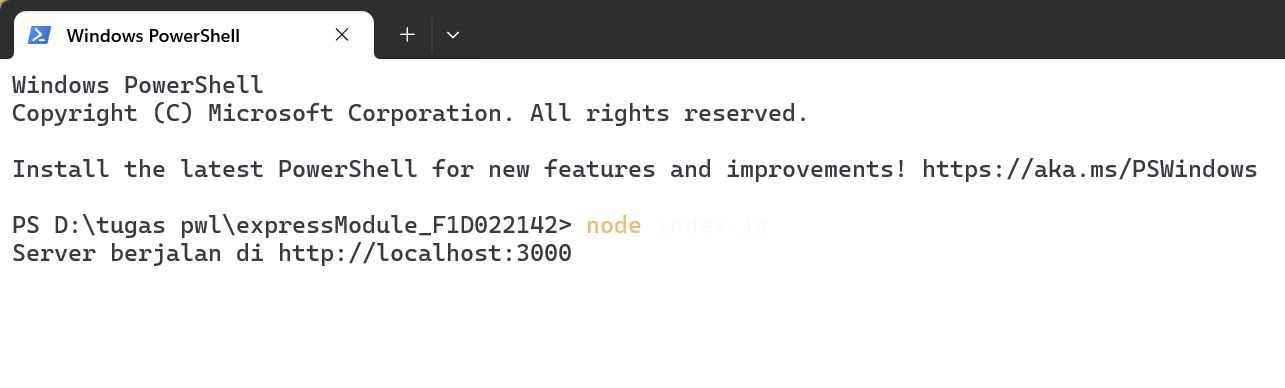 Windows PowerShell
Windows PowerShell
Copyright (C) Microsoft Corporation. All rights reserved.
Install the latest PowerShell for new features and improvements! https://aka.ms/PSWindows
PS D:\tugas pwl\expressModule_F1D022142> node index.js
Server berjalan di http://localhost:3000